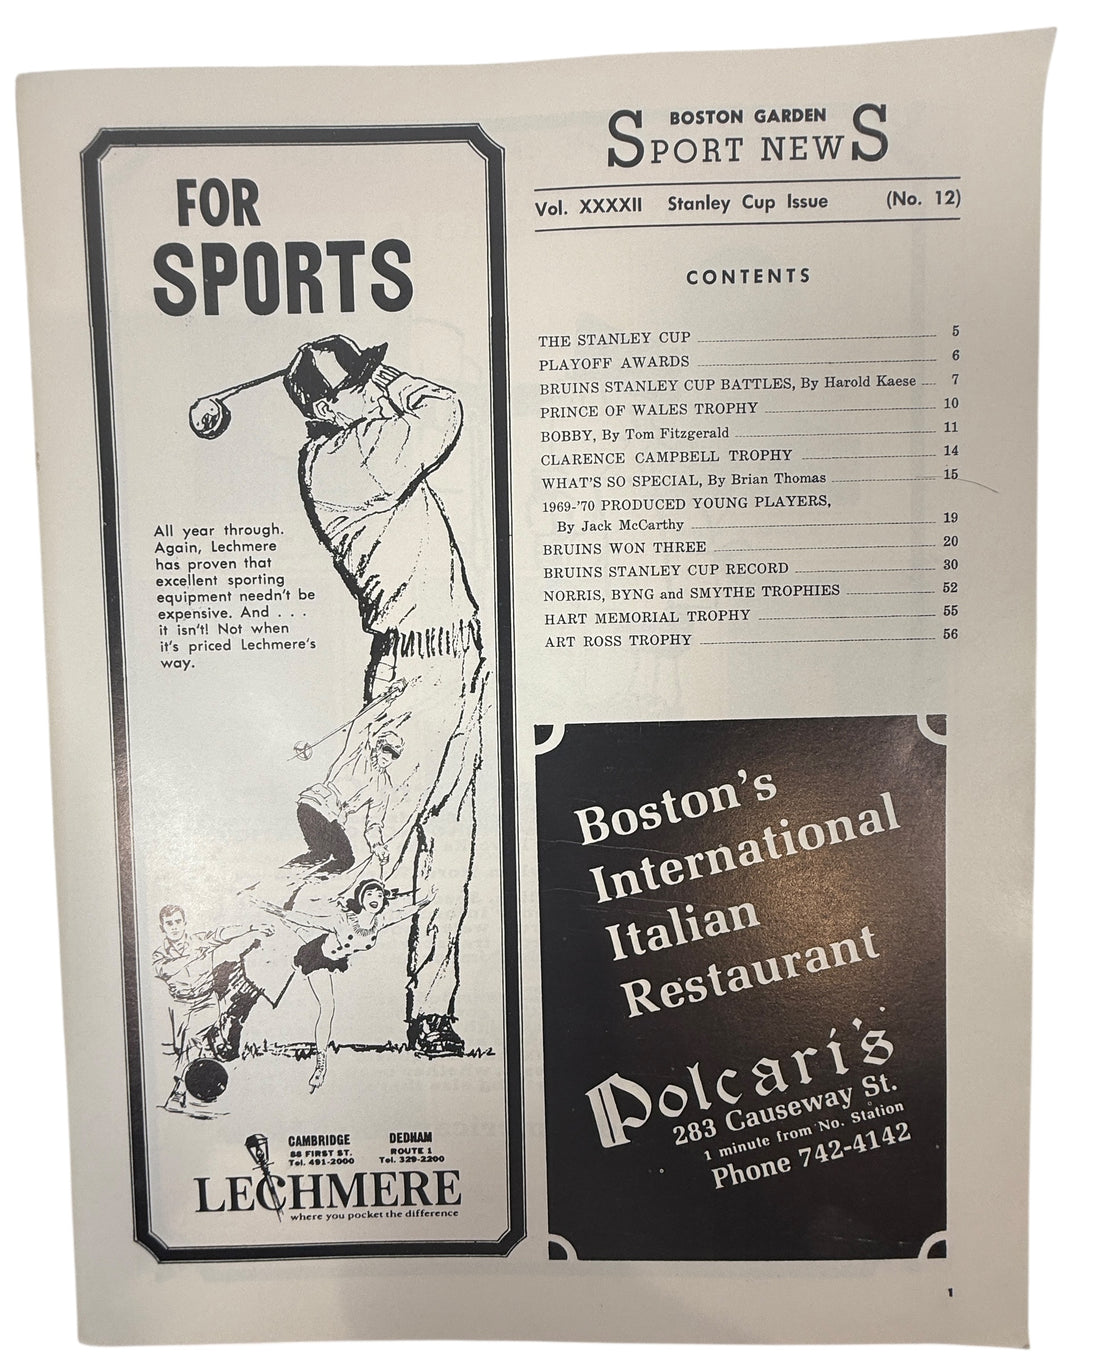 FOR
SPORTS
All year through.
Again, Lechmere
has proven that
excellent sporting
equipment needn't be
expensive. And . . .
it isn't! Not when
it's priced Lechmere's
way.
CAMBRIDGE
88 FIRST ST.
Tel. 491-2000
DEDHAM
ROUTE 1
Tel. 329-2200
LECHMERE
where you pocket the difference
BOSTON GARDEN
SPORT NEWS
Vol. XXXXII Stanley Cup Issue (No. 12)
CONTENTS
THE STANLEY CUP 5
PLAYOFF AWARDS 6
BRUINS STANLEY CUP BATTLES, By Harold Kaese 7
PRINCE OF WALES TROPHY 10
BOBBY, By Tom Fitzgerald 11
CLARENCE CAMPBELL TROPHY 14
WHAT'S SO SPECIAL, By Brian Thomas 15
1969-'70 PRODUCED YOUNG PLAYERS,
By Jack McCarthy 19
BRUINS WON THREE 20
BRUINS STANLEY CUP RECORD 30
NORRIS, BYNG and SMYTHE TROPHIES 52
HART MEMORIAL TROPHY 55
ART ROSS TROPHY 56
Boston's
International
Italian
Restaurant
Polcari's
283 Causeway St.
1 minute from No. Station
Phone 742-4142
1